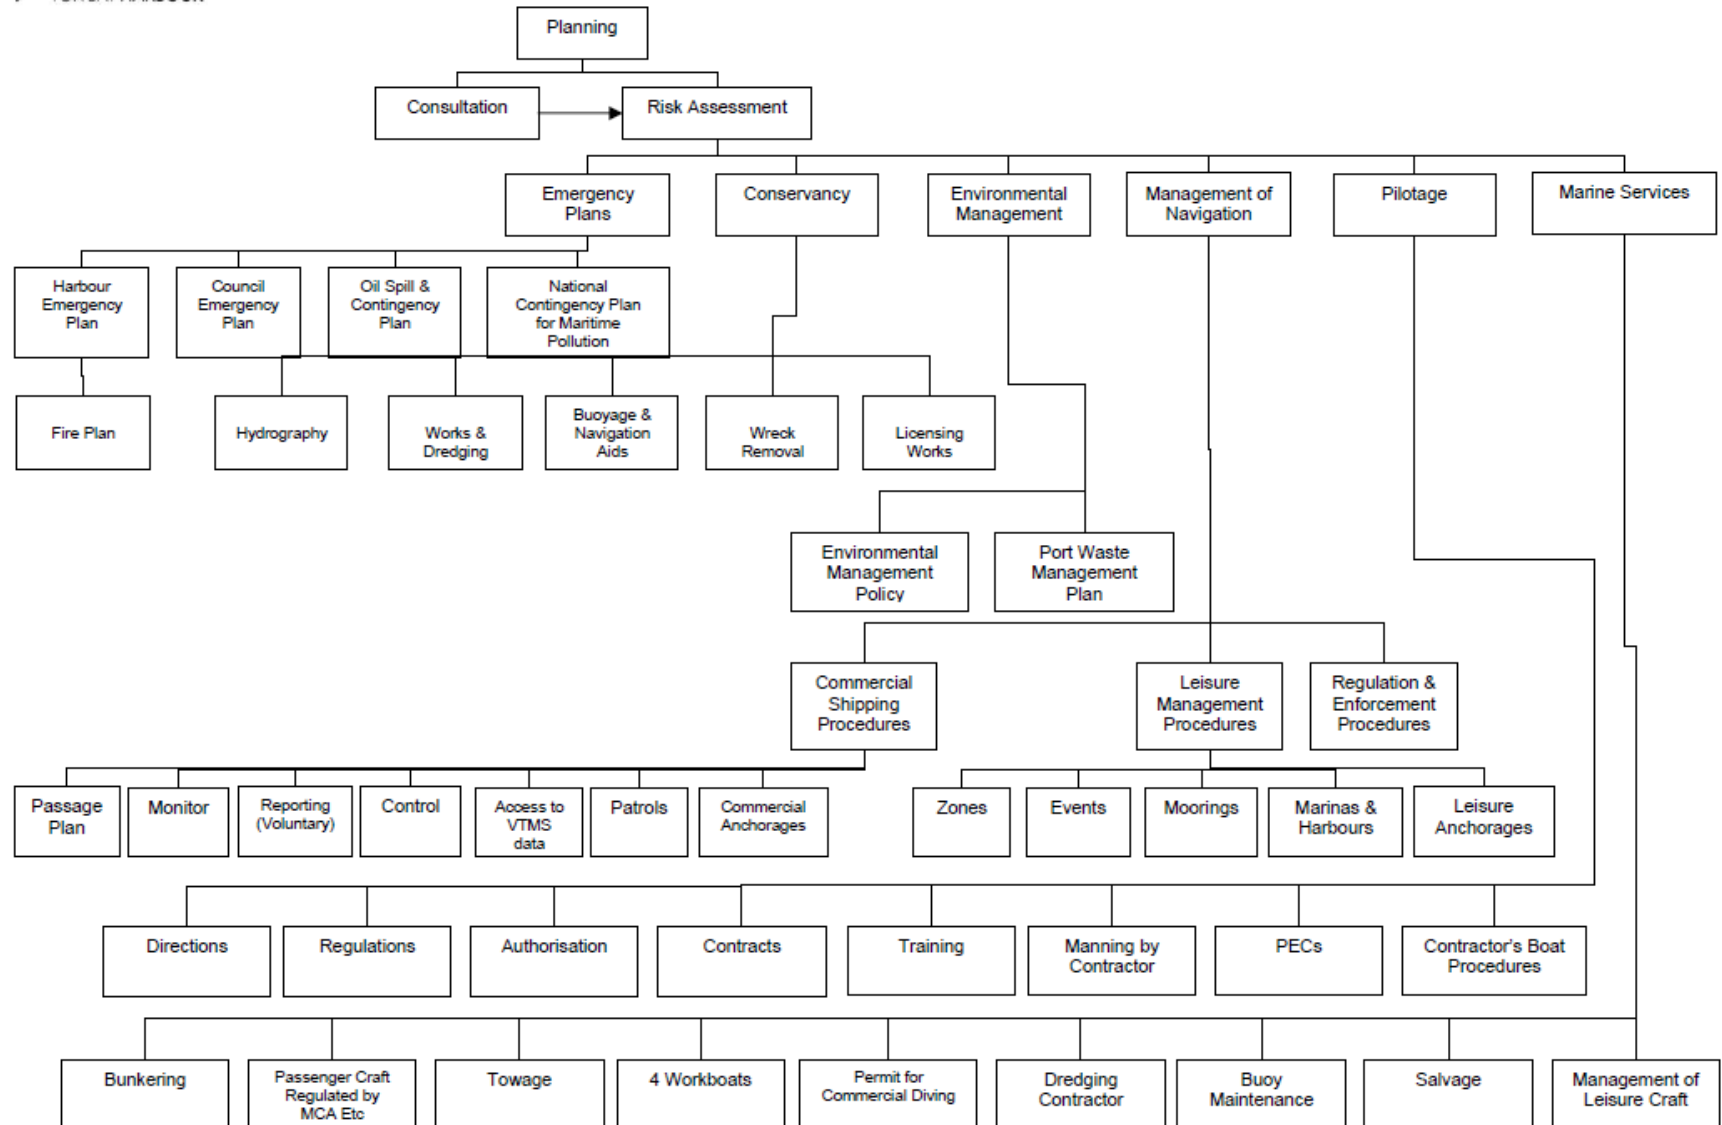 Planning
Consultation
Risk Assessment
Emergency
Plans
Conservancy
Environmental
Management
Management of
Navigation
Pilotage
Marine Services
Harbour
Emergency
Plan
Council
Emergency
Plan
Oil Spill &
Contingency
Plan
National
Contingency Plan
for Maritime
Pollution
Fire Plan
Hydrography
Works &
Dredging
Buoyage &
Navigation
Aids
Wreck
Removal
Licensing
Works
Environmental
Management
Policy
Port Waste
Management
Plan
Commercial
Shipping
Procedures
Leisure
Management
Procedures
Regulation &
Enforcement
Procedures
Passage
Plan
Monitor
Reporting
(Voluntary)
Control
Access to
VTMS
data
Patrols
Commercial
Anchorages
Zones
Events
Moorings
Marinas &
Harbours
Leisure
Anchorages
Directions
Regulations
Authorisation
Contracts
Training
Manning by
Contractor
PECs
Contractor's Boat
Procedures
Bunkering
Passenger Craft
Regulated by
MCA Etc
Towage
4 Workboats
Permit for
Commercial Diving
Dredging
Contractor
Buoy
Maintenance
Salvage
Management of
Leisure Craft